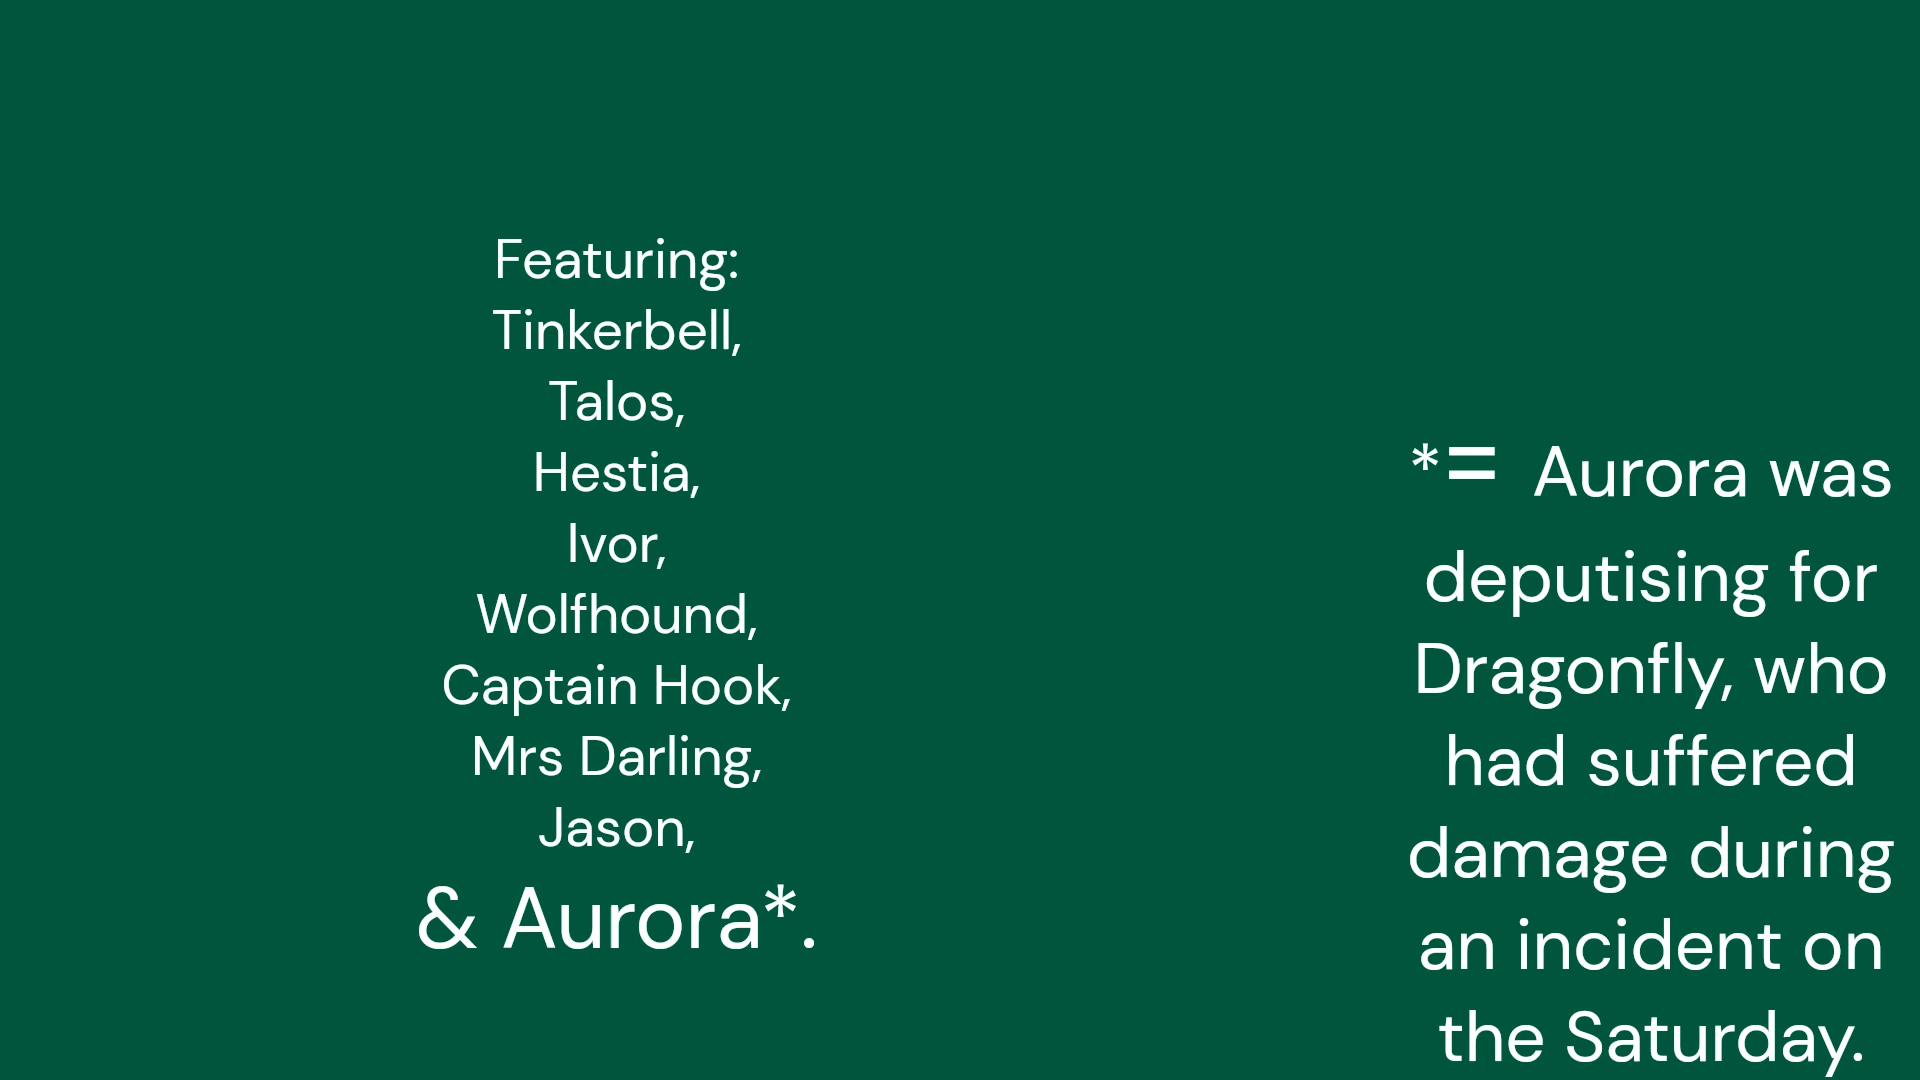 Featuring:
Tinkerbell,
Talos,
Hestia,
Ivor,
Wolfhound,
Captain Hook,
Mrs Darling,
Jason,
& Aurora*.
*= Aurora was
deputising for
Dragonfly, who
had suffered
damage during
an incident on
the Saturday.